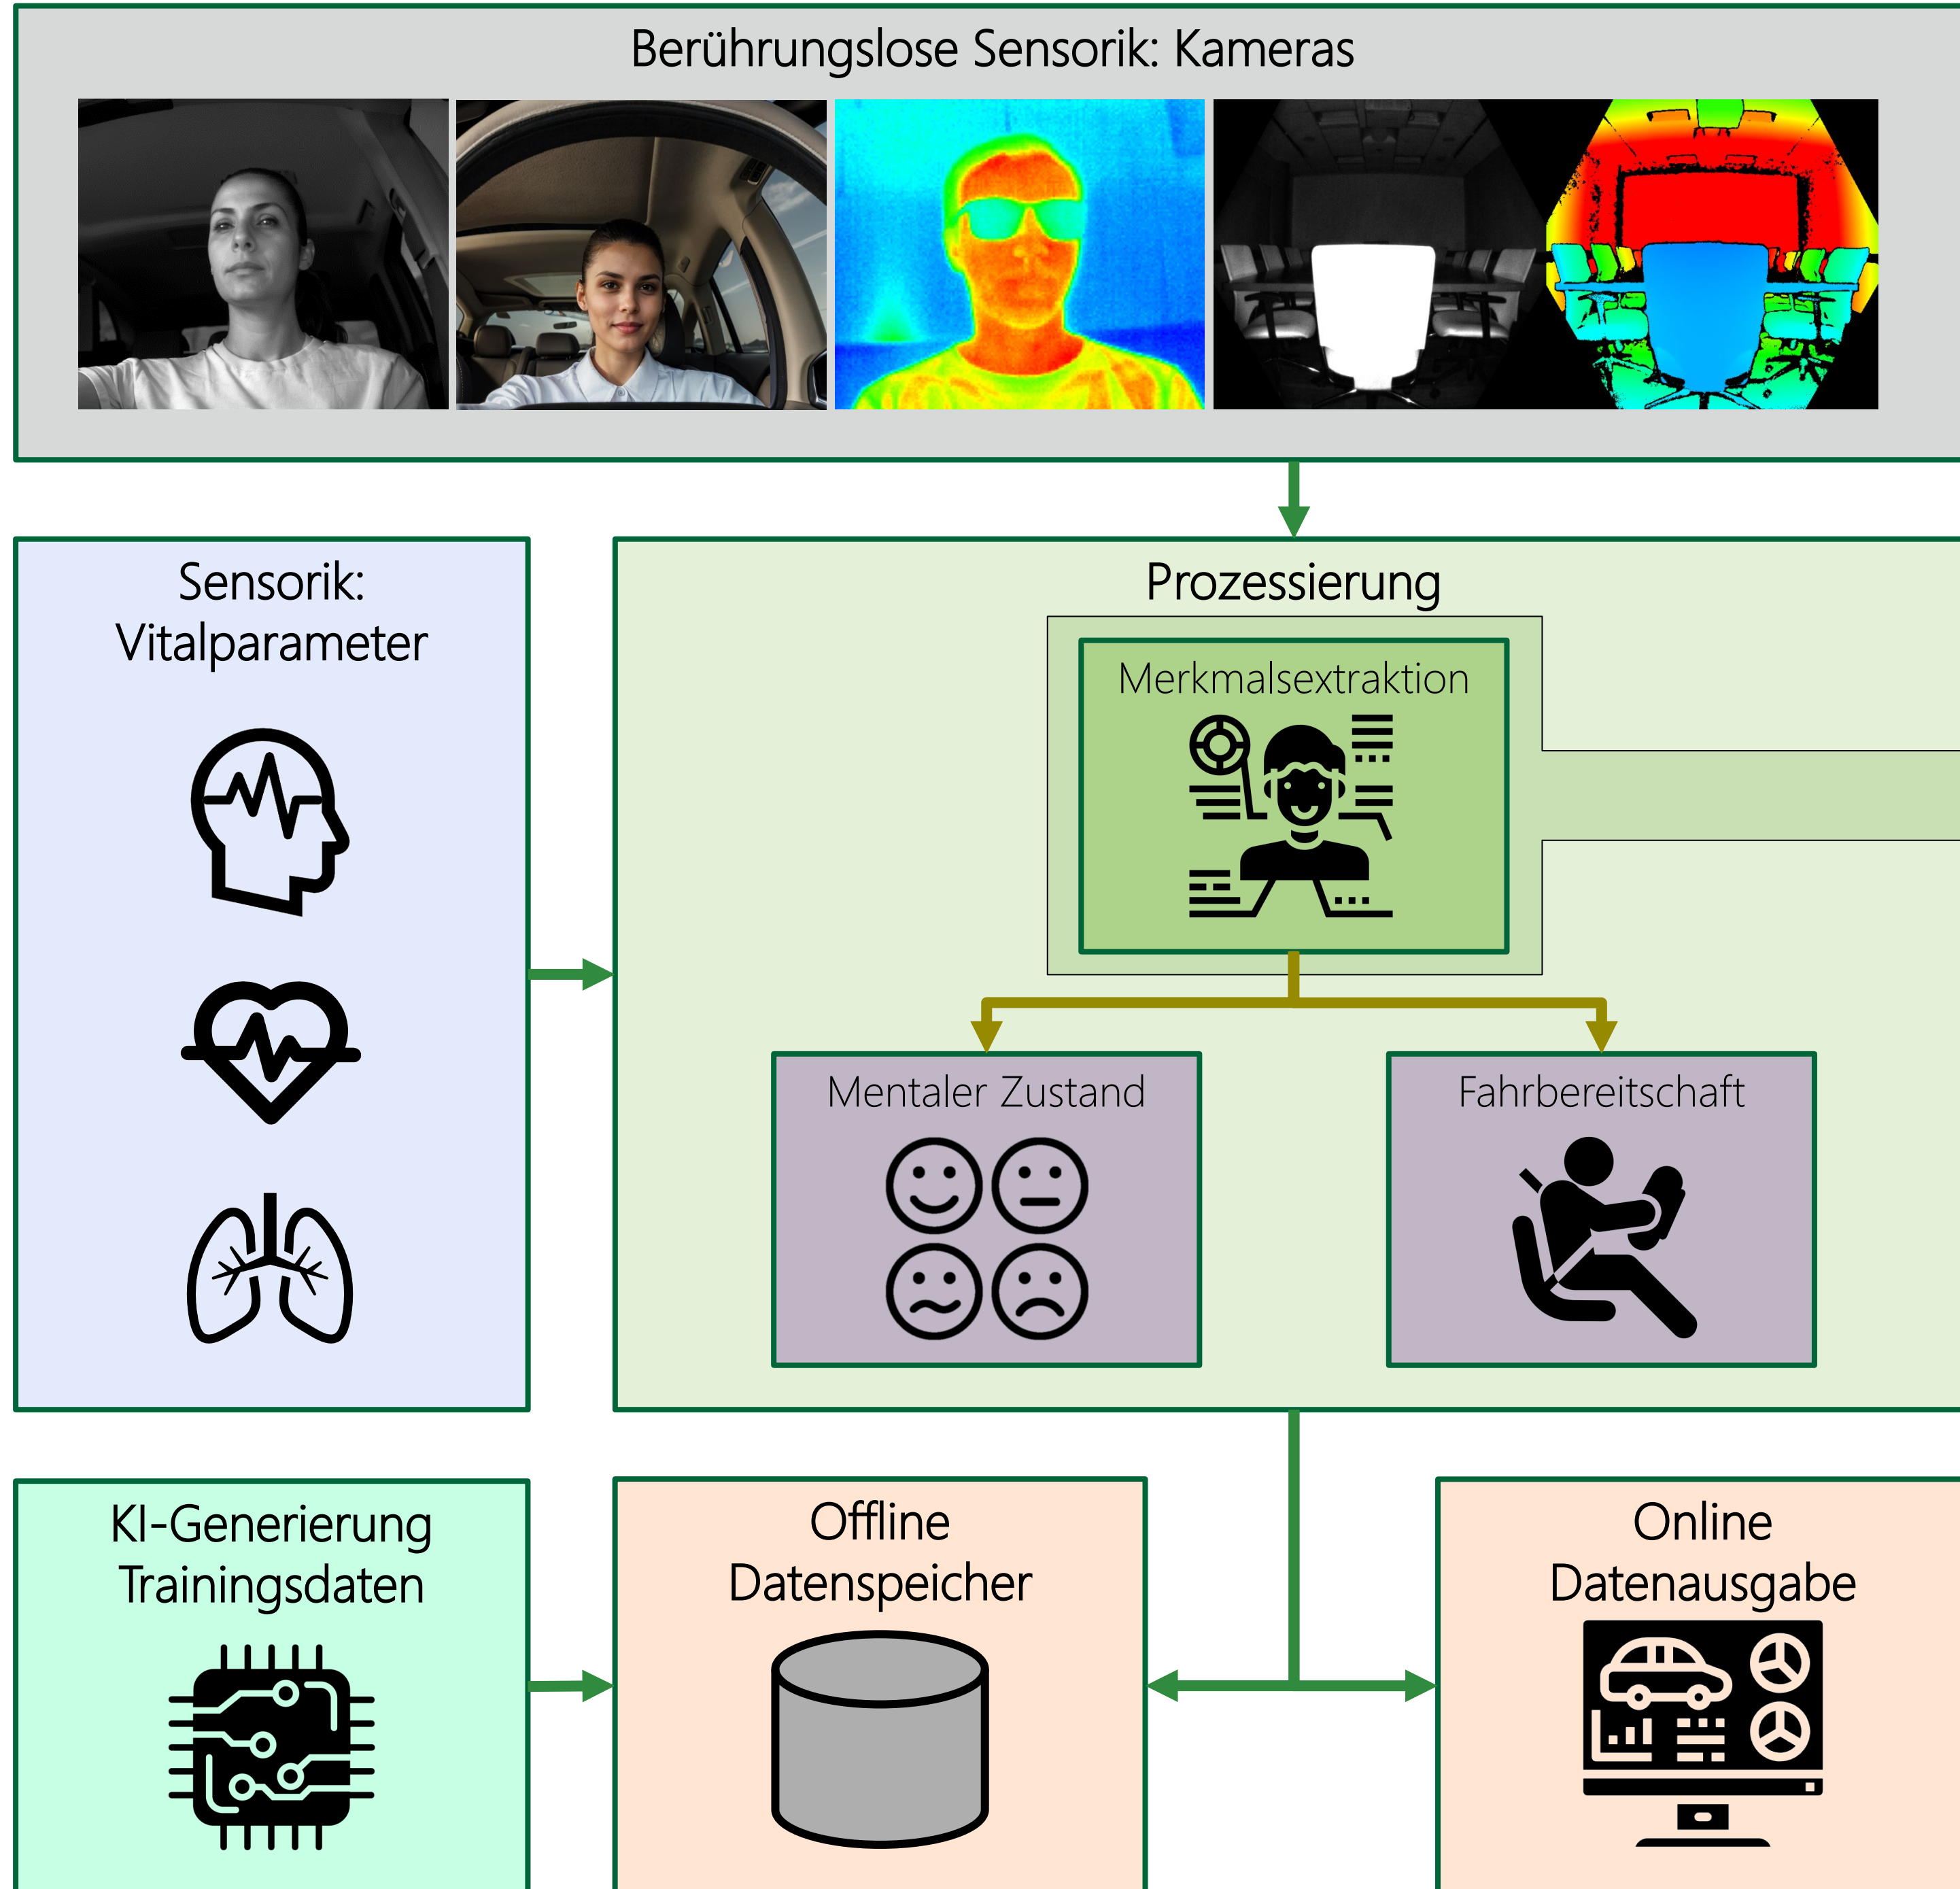 Berührungslose Sensorik: Kameras
Sensorik:
Vitalparameter
Prozessierung
Merkmalsextraktion
Mentaler Zustand
Fahrbereitschaft
KI-Generierung
Trainingsdaten
Offline
Datenspeicher
Online
Datenausgabe